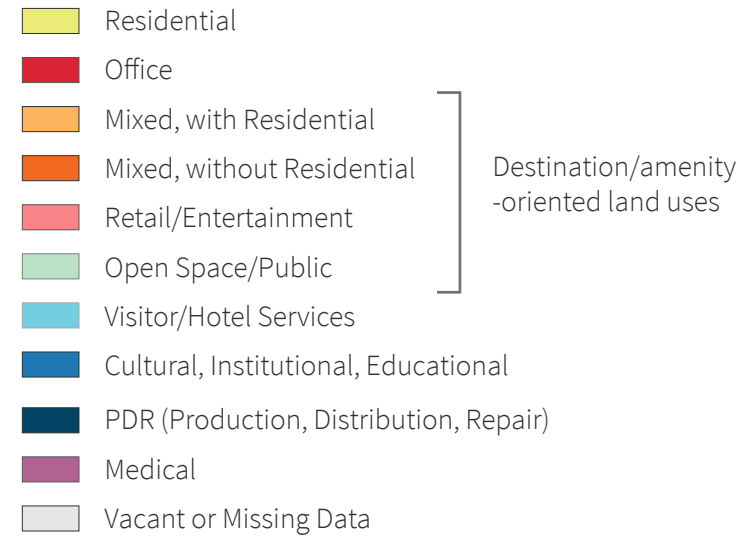 Residential
Office
Mixed, with Residential
Mixed, without Residential
Retail/Entertainment
Open Space/Public
Destination/amenity
-oriented land uses
Visitor/Hotel Services
Cultural, Institutional, Educational
PDR (Production, Distribution, Repair)
Medical
Vacant or Missing Data